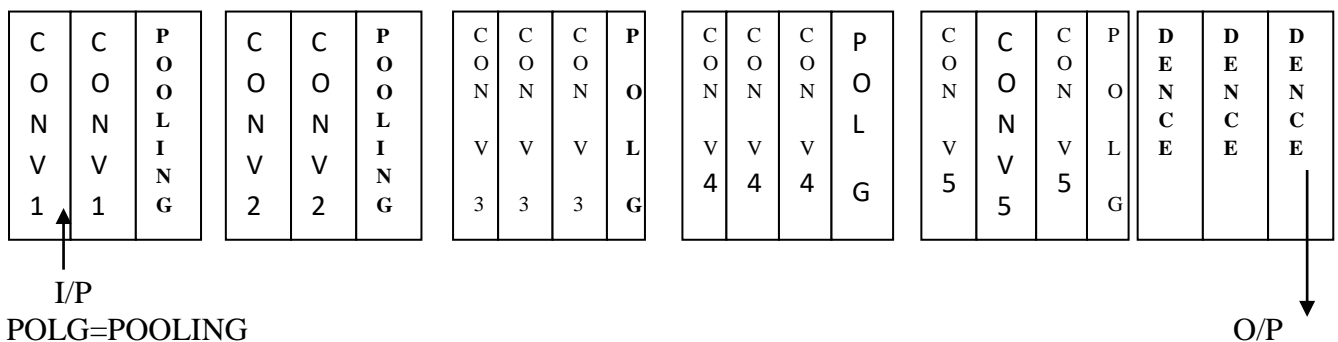 CONV1 CONV1 POOLING
CONV2 CONV2 POOLING
CONV3 CONV3 CONV3 POLG
CONV4 CONV4 CONV4 POLG
CONV5 CONV5 CONV5 POLG
DENCE DENCE DENCE
I/P
POLG=POOLING
O/P